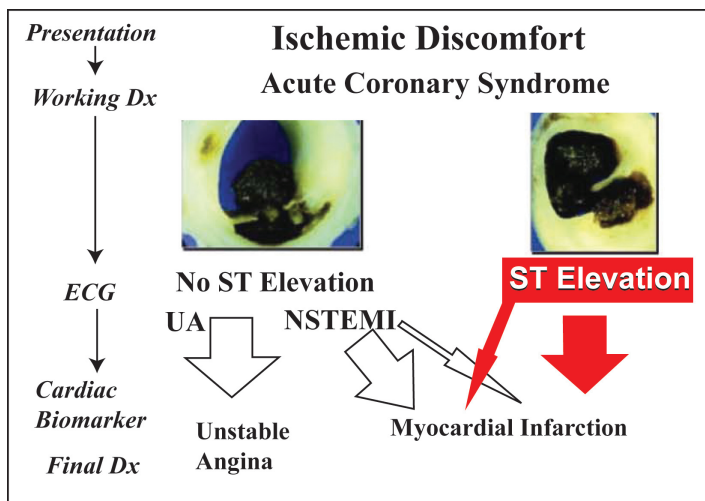 Presentation
Ischemic Discomfort
Working Dx
Acute Coronary Syndrome
ECG
No ST Elevation
ST Elevation
UA
NSTEMI
Cardiac
Biomarker
Unstable
Angina
Myocardial Infarction
Final Dx